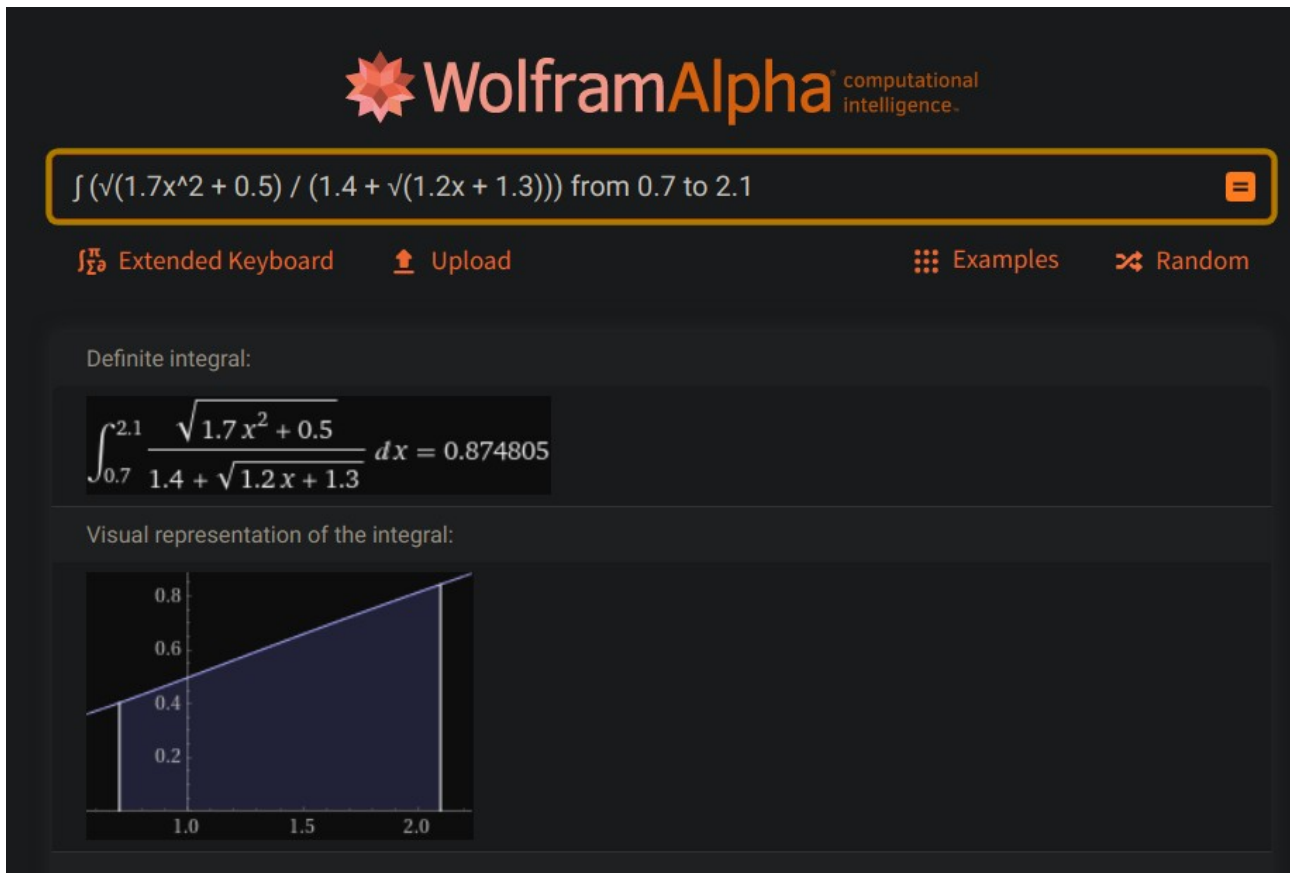 WolframAlpha computational intelligence™
∫ (√(1.7x^2 + 0.5) / (1.4 + √(1.2x + 1.3))) from 0.7 to 2.1 =
∫π∑∂ Extended Keyboard Upload Examples Random
Definite integral:
∫_{0.7}^{2.1} √(1.7 x² + 0.5) / (1.4 + √(1.2 x + 1.3)) dx = 0.874805
Visual representation of the integral:
0.8
0.6
0.4
0.2
1.0 1.5 2.0